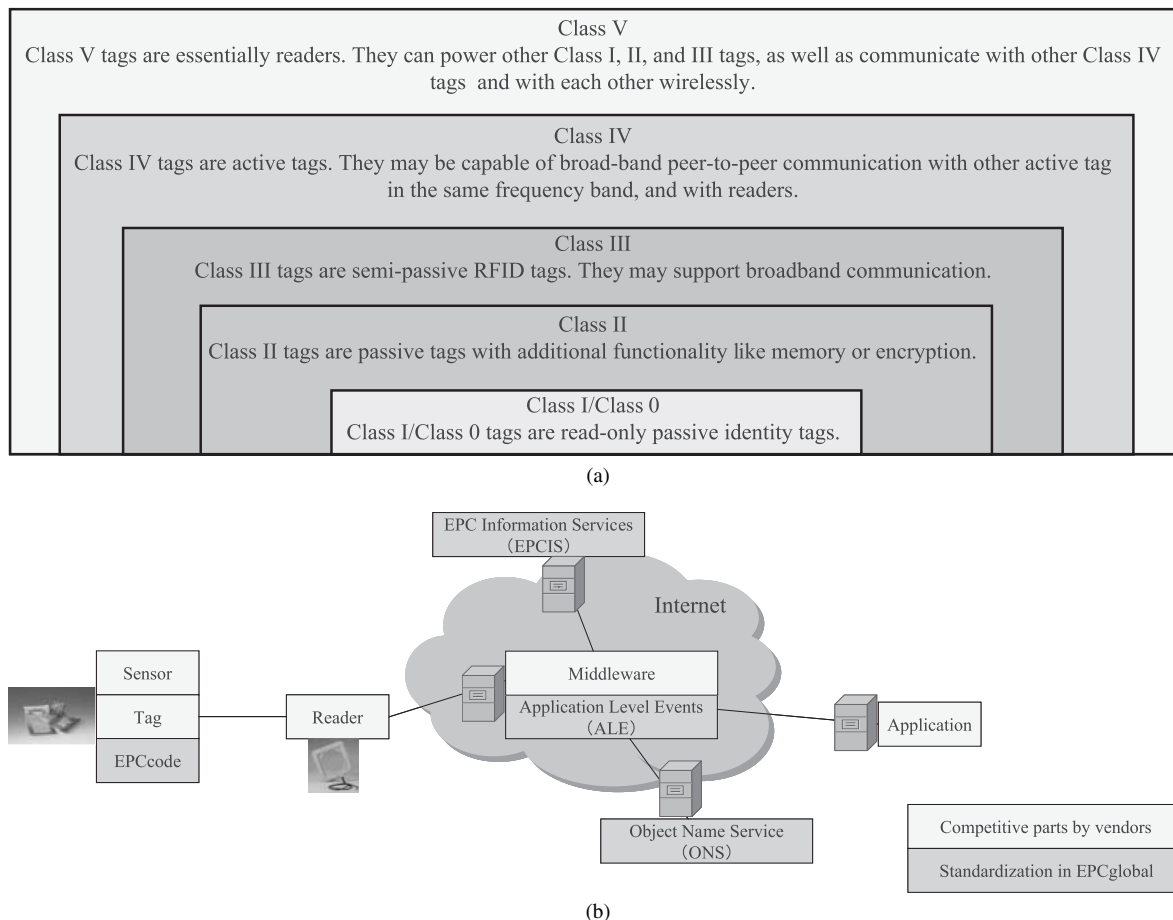 Class V
Class V tags are essentially readers. They can power other Class I, II, and III tags, as well as communicate with other Class IV
tags and with each other wirelessly.
Class IV
Class IV tags are active tags. They may be capable of broad-band peer-to-peer communication with other active tag
in the same frequency band, and with readers.
Class III
Class III tags are semi-passive RFID tags. They may support broadband communication.
Class II
Class II tags are passive tags with additional functionality like memory or encryption.
Class I/Class 0
Class I/Class 0 tags are read-only passive identity tags.
(a)
EPC Information Services
(EPCIS)
Internet
Sensor
Tag
EPCcode
Reader
Middleware
Application Level Events
(ALE)
Application
Object Name Service
(ONS)
Competitive parts by vendors
Standardization in EPCglobal
(b)